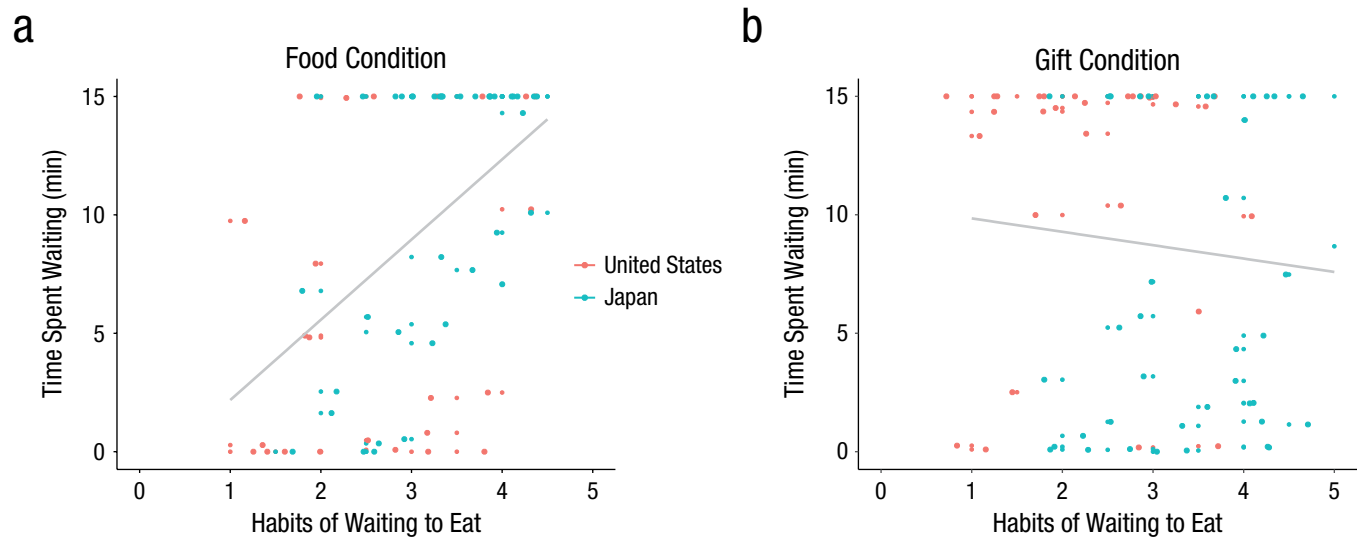 a
Food Condition
Time Spent Waiting (min)
15
10
5
0
0 1 2 3 4 5
Habits of Waiting to Eat
United States
Japan
b
Gift Condition
Time Spent Waiting (min)
15
10
5
0
0 1 2 3 4 5
Habits of Waiting to Eat